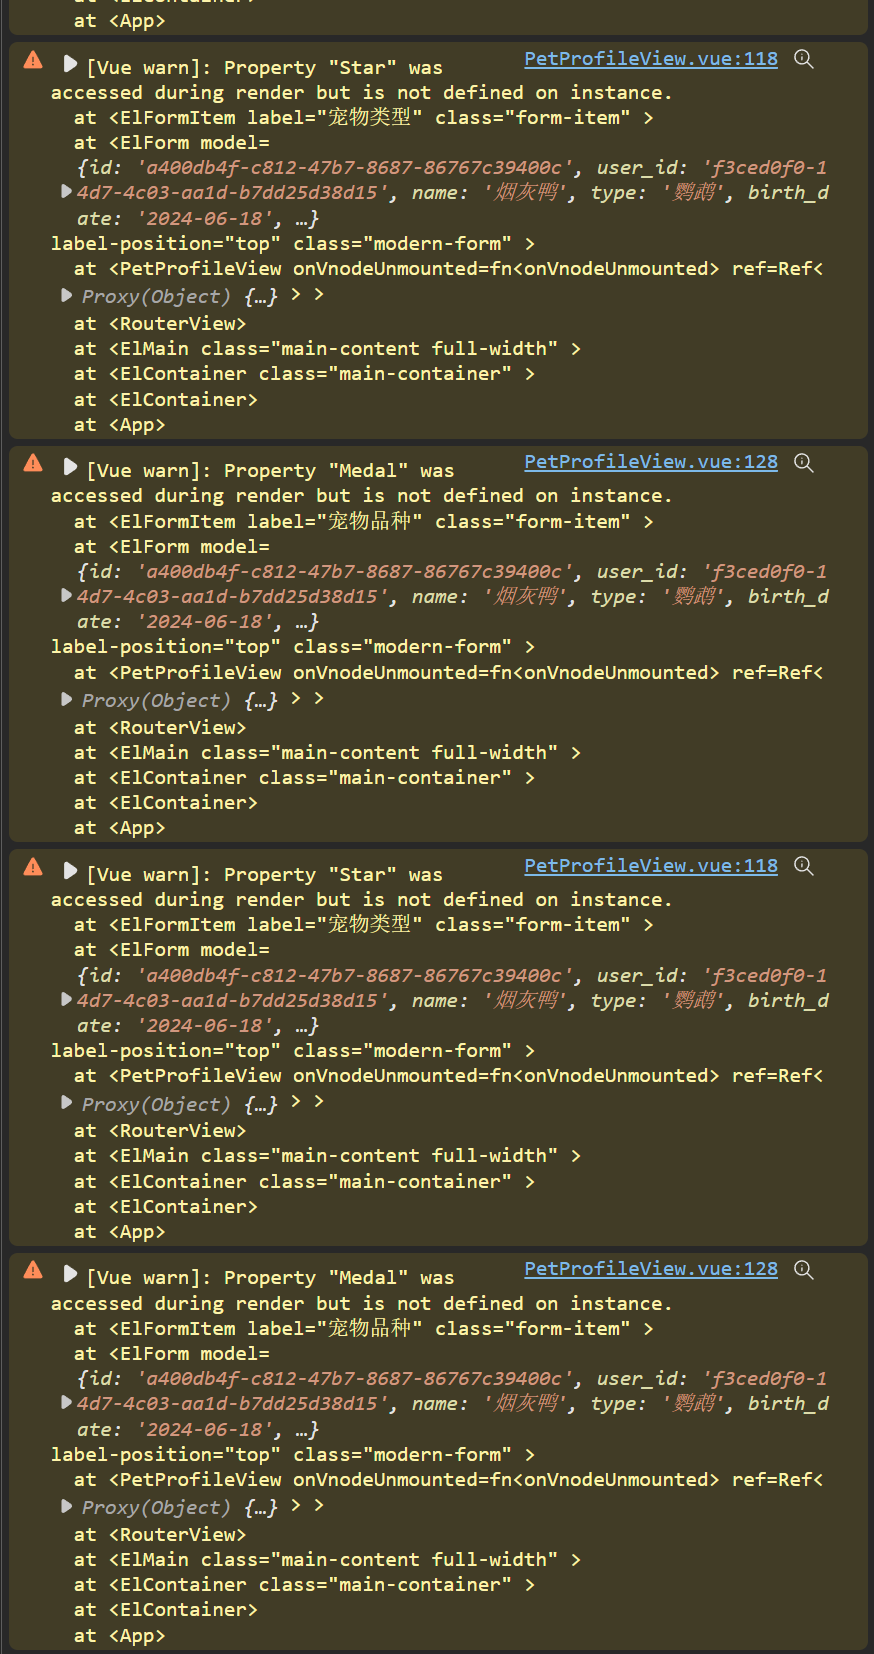 at <ElContainer>
at <App>
[Vue warn]: Property "Star" was PetProfileView.vue:118
accessed during render but is not defined on instance.
at <ElFormItem label="宠物类型" class="form-item" >
at <ElForm model=
{id: 'a400db4f-c812-47b7-8687-86767c39400c', user_id: 'f3ced0f0-1
4d7-4c03-aa1d-b7dd25d38d15', name: '烟灰鸭', type: '鹦鹉', birth_d
ate: '2024-06-18', …}
label-position="top" class="modern-form" >
at <PetProfileView onVnodeUnmounted=fn<onVnodeUnmounted> ref=Ref<
Proxy(Object) {…} > >
at <RouterView>
at <ElMain class="main-content full-width" >
at <ElContainer class="main-container" >
at <ElContainer>
at <App>
[Vue warn]: Property "Medal" was PetProfileView.vue:128
accessed during render but is not defined on instance.
at <ElFormItem label="宠物品种" class="form-item" >
at <ElForm model=
{id: 'a400db4f-c812-47b7-8687-86767c39400c', user_id: 'f3ced0f0-1
4d7-4c03-aa1d-b7dd25d38d15', name: '烟灰鸭', type: '鹦鹉', birth_d
ate: '2024-06-18', …}
label-position="top" class="modern-form" >
at <PetProfileView onVnodeUnmounted=fn<onVnodeUnmounted> ref=Ref<
Proxy(Object) {…} > >
at <RouterView>
at <ElMain class="main-content full-width" >
at <ElContainer class="main-container" >
at <ElContainer>
at <App>
[Vue warn]: Property "Star" was PetProfileView.vue:118
accessed during render but is not defined on instance.
at <ElFormItem label="宠物类型" class="form-item" >
at <ElForm model=
{id: 'a400db4f-c812-47b7-8687-86767c39400c', user_id: 'f3ced0f0-1
4d7-4c03-aa1d-b7dd25d38d15', name: '烟灰鸭', type: '鹦鹉', birth_d
ate: '2024-06-18', …}
label-position="top" class="modern-form" >
at <PetProfileView onVnodeUnmounted=fn<onVnodeUnmounted> ref=Ref<
Proxy(Object) {…} > >
at <RouterView>
at <ElMain class="main-content full-width" >
at <ElContainer class="main-container" >
at <ElContainer>
at <App>
[Vue warn]: Property "Medal" was PetProfileView.vue:128
accessed during render but is not defined on instance.
at <ElFormItem label="宠物品种" class="form-item" >
at <ElForm model=
{id: 'a400db4f-c812-47b7-8687-86767c39400c', user_id: 'f3ced0f0-1
4d7-4c03-aa1d-b7dd25d38d15', name: '烟灰鸭', type: '鹦鹉', birth_d
ate: '2024-06-18', …}
label-position="top" class="modern-form" >
at <PetProfileView onVnodeUnmounted=fn<onVnodeUnmounted> ref=Ref<
Proxy(Object) {…} > >
at <RouterView>
at <ElMain class="main-content full-width" >
at <ElContainer class="main-container" >
at <ElContainer>
at <App>